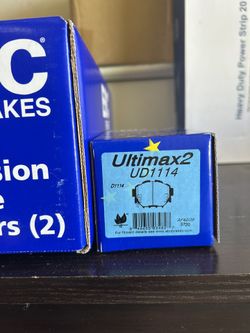 C
AKES
sion
e
rs (2)
Heavy Duty Power Strip 20
Ultimax2
UD1114
D1114